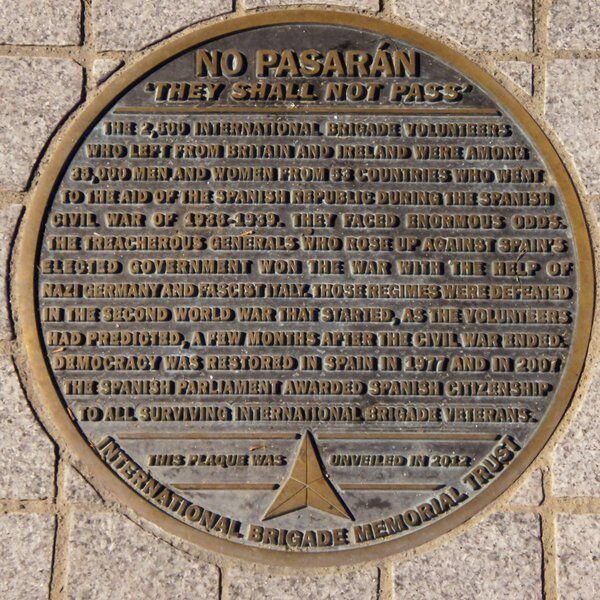 NO PASARÁN
'THEY SHALL NOT PASS'
THE 2,500 INTERNATIONAL BRIGADE VOLUNTEERS
WHO LEFT FROM BRITAIN AND IRELAND WERE AMONG
35,000 MEN AND WOMEN FROM 53 COUNTRIES WHO WENT
TO THE AID OF THE SPANISH REPUBLIC DURING THE SPANISH
CIVIL WAR OF 1936-1939. THEY FACED ENORMOUS ODDS.
THE TREACHEROUS GENERALS WHO ROSE UP AGAINST SPAIN'S
ELECTED GOVERNMENT WON THE WAR WITH THE HELP OF
NAZI GERMANY AND FASCIST ITALY. THOSE REGIMES WERE DEFEATED
IN THE SECOND WORLD WAR THAT STARTED, AS THE VOLUNTEERS
HAD PREDICTED, A FEW MONTHS AFTER THE CIVIL WAR ENDED.
DEMOCRACY WAS RESTORED IN SPAIN IN 1977 AND IN 2007
THE SPANISH PARLIAMENT AWARDED SPANISH CITIZENSHIP
TO ALL SURVIVING INTERNATIONAL BRIGADE VETERANS.
THIS PLAQUE WAS UNVEILED IN 2012
INTERNATIONAL BRIGADE MEMORIAL TRUST